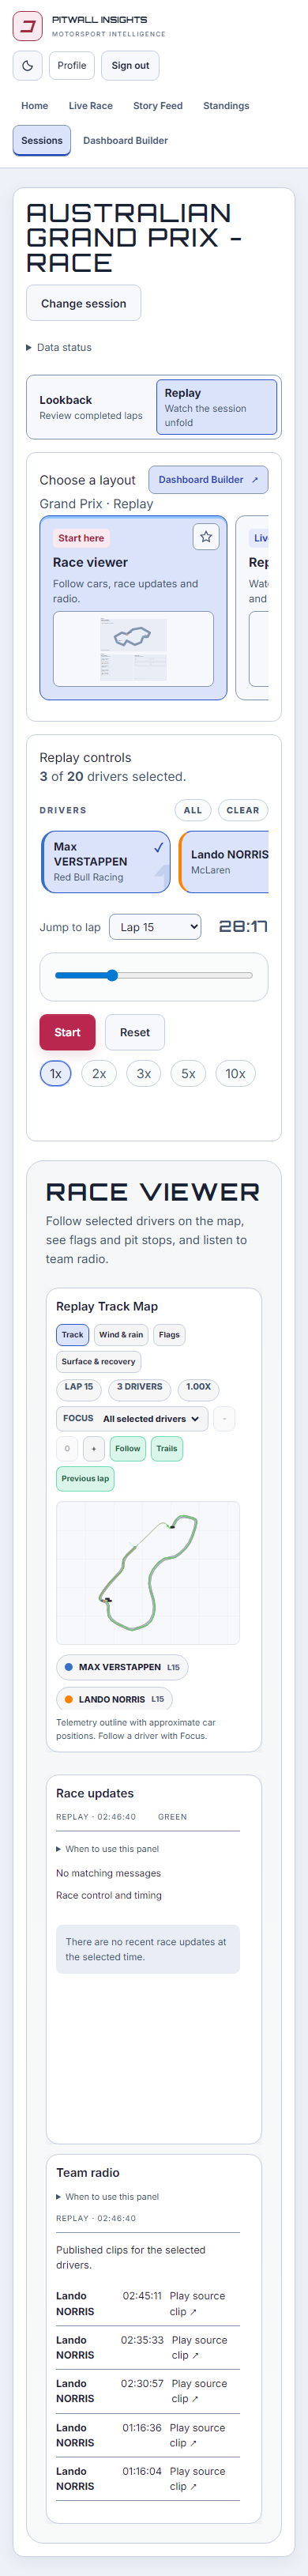 PITWALL INSIGHTS
MOTORSPORT INTELLIGENCE
Profile
Sign out
Home
Live Race
Story Feed
Standings
Sessions
Dashboard Builder
AUSTRALIAN
GRAND PRIX -
RACE
Change session
▶ Data status
Lookback
Review completed laps
Replay
Watch the session
unfold
Choose a layout
Dashboard Builder ↗
Grand Prix · Replay
Start here
Race viewer
Follow cars, race updates and
radio.
Replay controls
3 of 20 drivers selected.
DRIVERS
ALL
CLEAR
Max
VERSTAPPEN
✓
Red Bull Racing
1
Lando NORRIS
McLaren
Jump to lap
Lap 15
28:17
Start
Reset
1x
2x
3x
5x
10x
RACE VIEWER
Follow selected drivers on the map,
see flags and pit stops, and listen to
team radio.
Replay Track Map
Track
Wind & rain
Flags
Surface & recovery
LAP 15
3 DRIVERS
1.00X
FOCUS
All selected drivers
-
0
+
Follow
Trails
Previous lap
MAX VERSTAPPEN L15
LANDO NORRIS L15
Telemetry outline with approximate car
positions. Follow a driver with Focus.
Race updates
REPLAY · 02:46:40
GREEN
▶ When to use this panel
No matching messages
Race control and timing
There are no recent race updates at
the selected time.
Team radio
▶ When to use this panel
REPLAY · 02:46:40
Published clips for the selected
drivers.
Lando
NORRIS
02:45:11
Play source
clip ↗
Lando
NORRIS
02:35:33
Play source
clip ↗
Lando
NORRIS
02:30:57
Play source
clip ↗
Lando
NORRIS
01:16:36
Play source
clip ↗
Lando
NORRIS
01:16:04
Play source
clip ↗